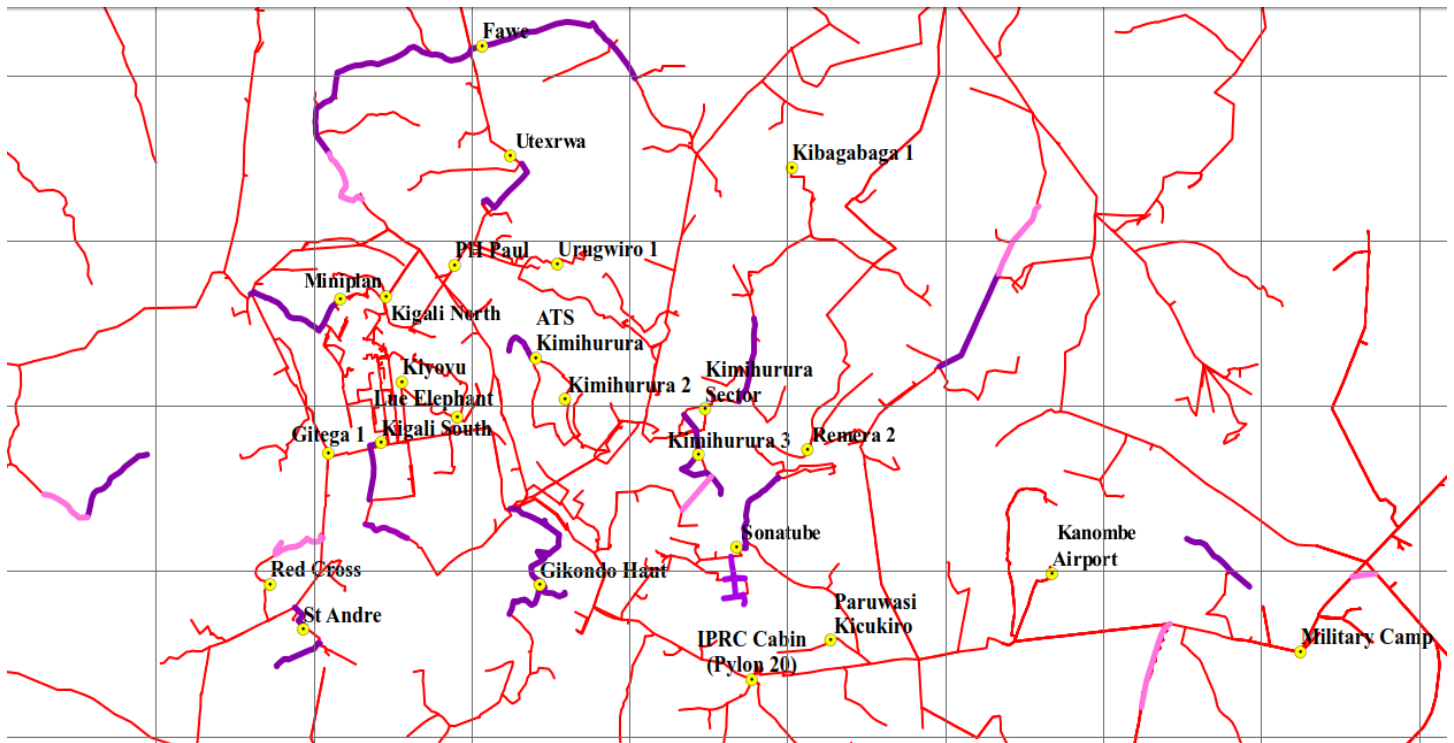 Fawe
Utexrwa
Kibagabaga 1
PH Paul
Urugwiro 1
Miniplan
Kigali North
ATS
Kimihurura
Kiyovu
Kimihurura 2
Kimihurura
Sector
Lue Elephant
Gitega 1
Kigali South
Kimihurura 3
Remera 2
Sonatube
Kanombe
Airport
Red Cross
Gikondo Haut
St Andre
Paruwasi
Kicukiro
IPRC Cabin
(Pylon 20)
Military Camp